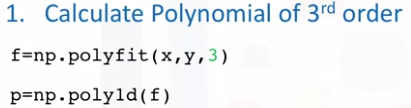 1. Calculate Polynomial of 3rd order
f=np.polyfit(x,y,3)
p=np.poly1d(f)